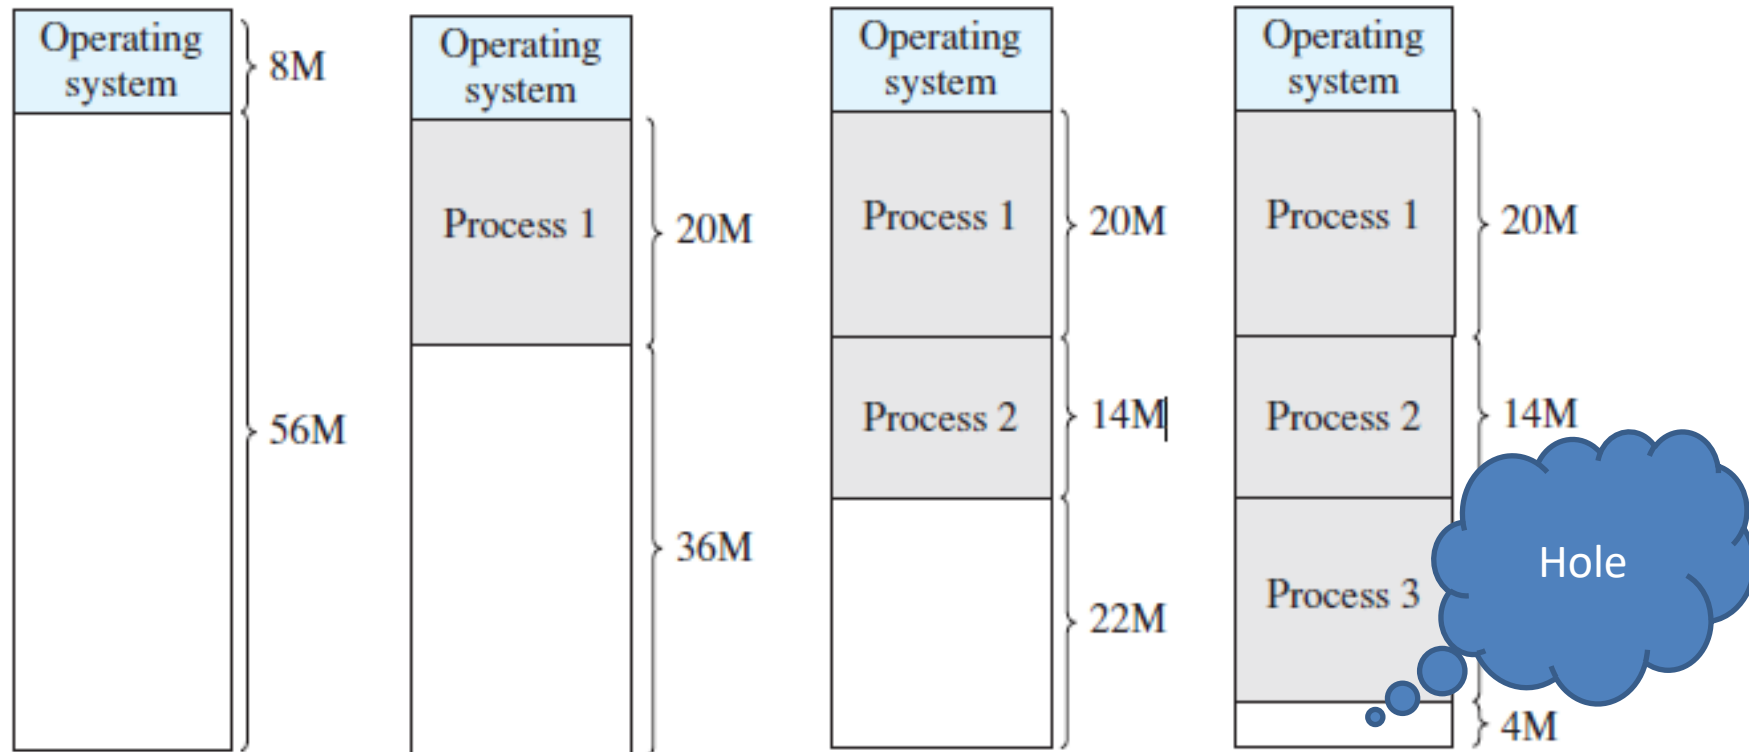 Operating
system
8M
56M
Operating
system
Process 1
20M
36M
Operating
system
Process 1
20M
Process 2
14M
22M
Operating
system
Process 1
20M
Process 2
14M
Process 3
Hole
4M